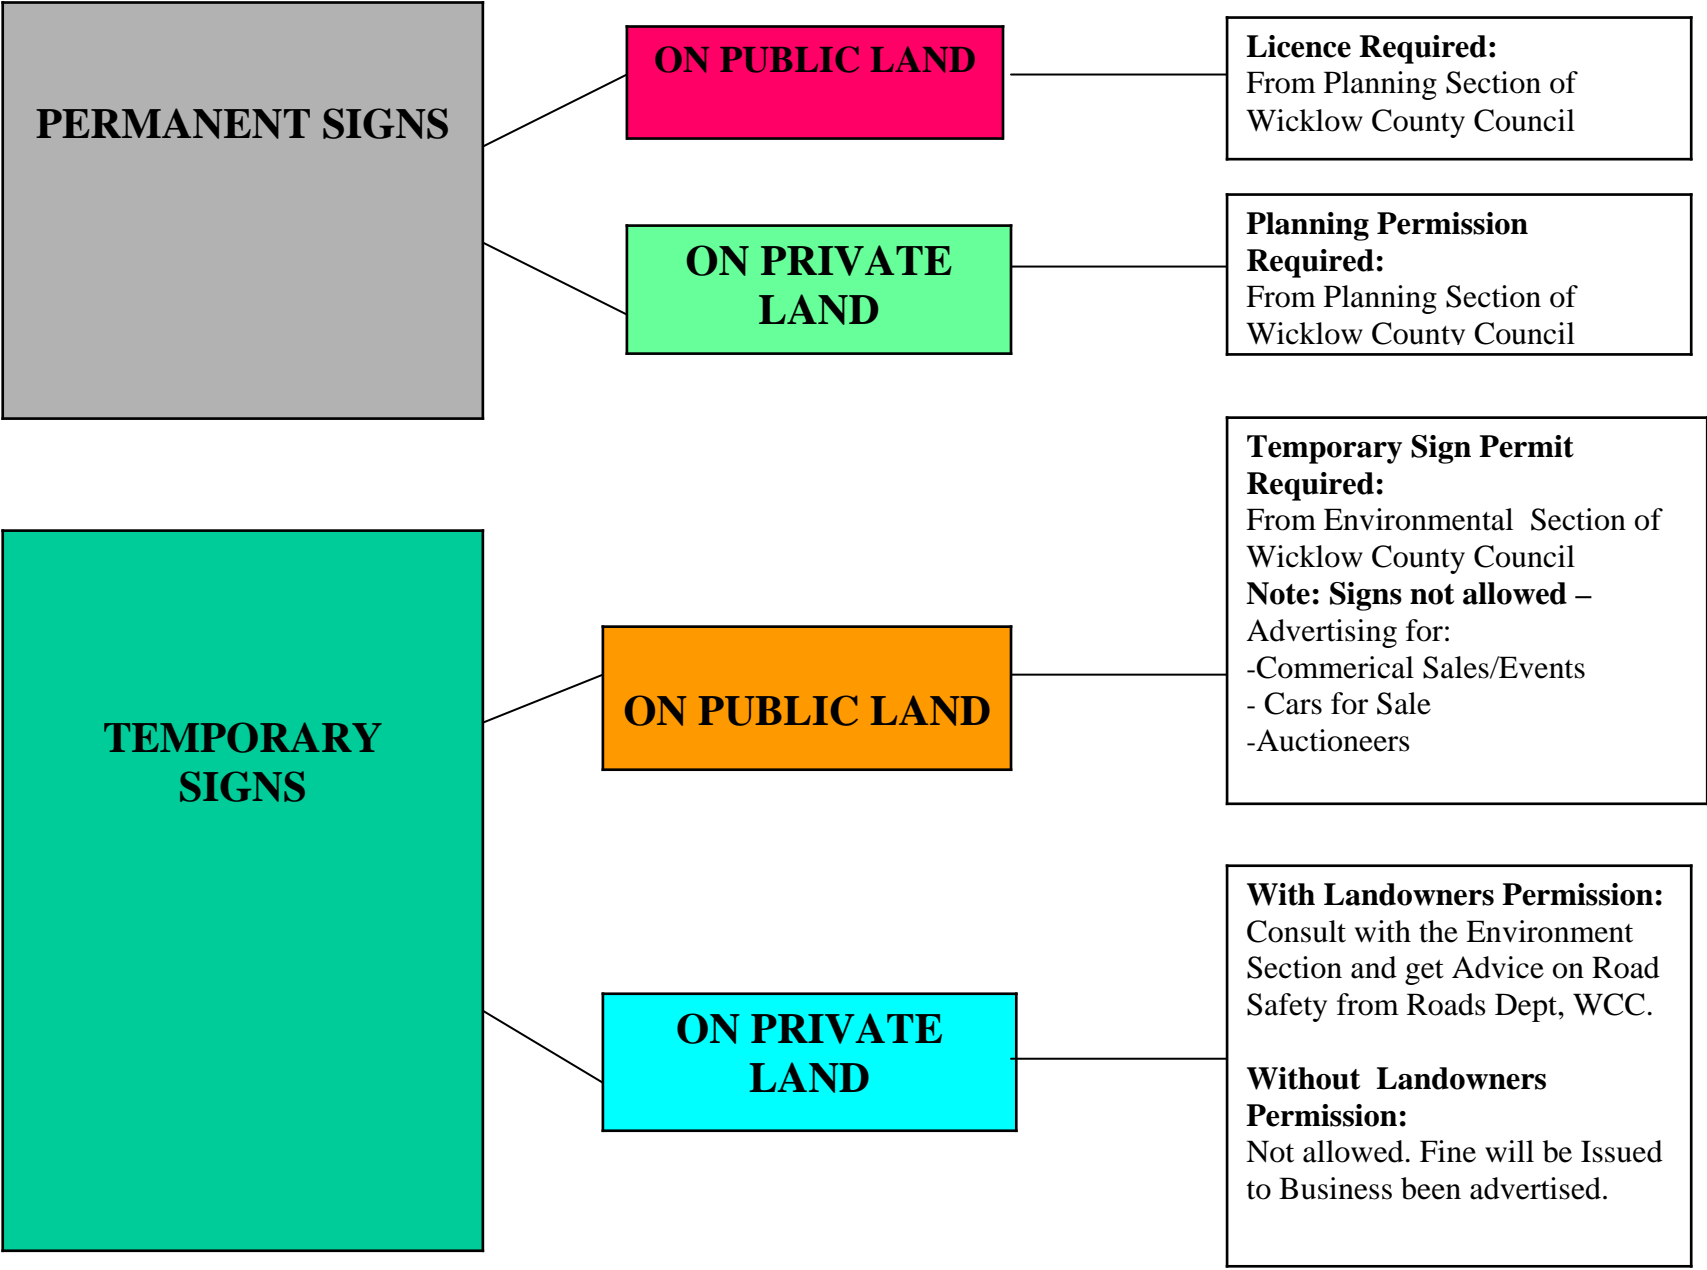 PERMANENT SIGNS
ON PUBLIC LAND
Licence Required:
From Planning Section of
Wicklow County Council
ON PRIVATE
LAND
Planning Permission
Required:
From Planning Section of
Wicklow County Council
TEMPORARY
SIGNS
ON PUBLIC LAND
Temporary Sign Permit
Required:
From Environmental  Section of
Wicklow County Council
Note: Signs not allowed –
Advertising for:
-Commerical Sales/Events
- Cars for Sale
-Auctioneers
ON PRIVATE
LAND
With Landowners Permission:
Consult with the Environment
Section and get Advice on Road
Safety from Roads Dept, WCC.
Without  Landowners
Permission:
Not allowed. Fine will be Issued
to Business been advertised.